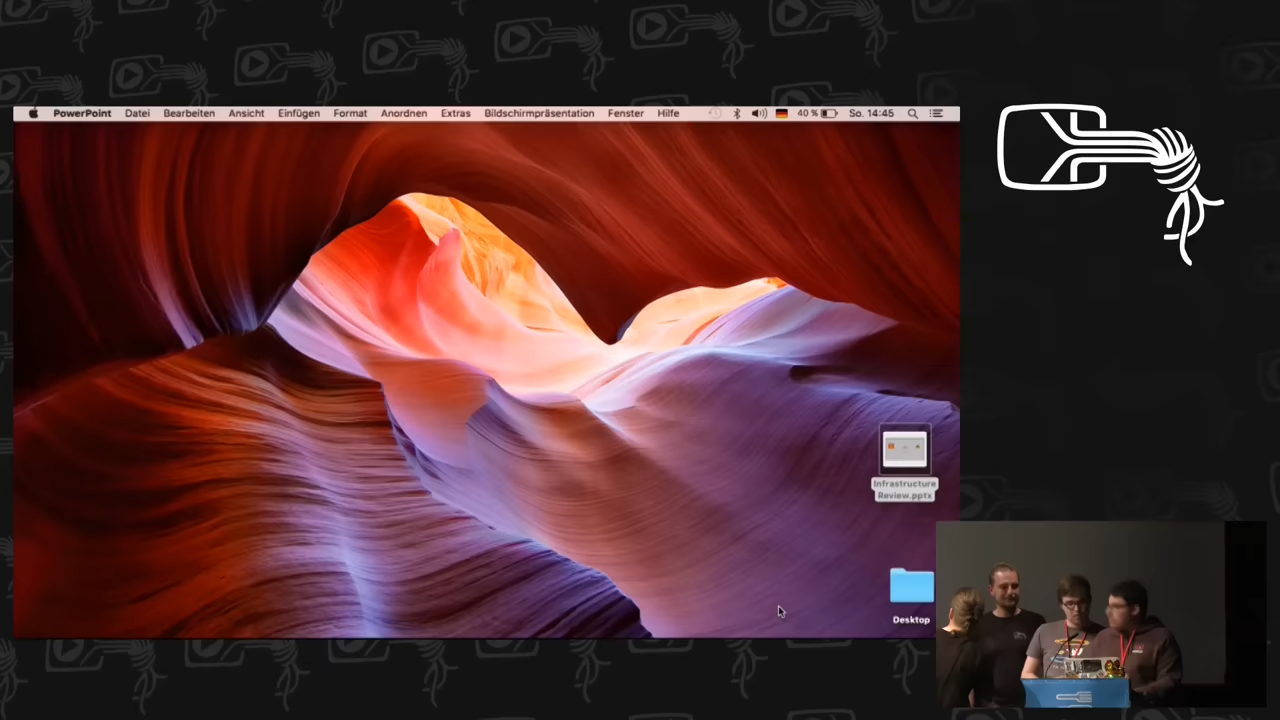 PowerPoint Datei Bearbeiten Ansicht Einfügen Format Anordnen Extras Bildschirmpräsentation Fenster Hilfe 40 % So. 14:45
Infrastructure
Review.pptx
Desktop